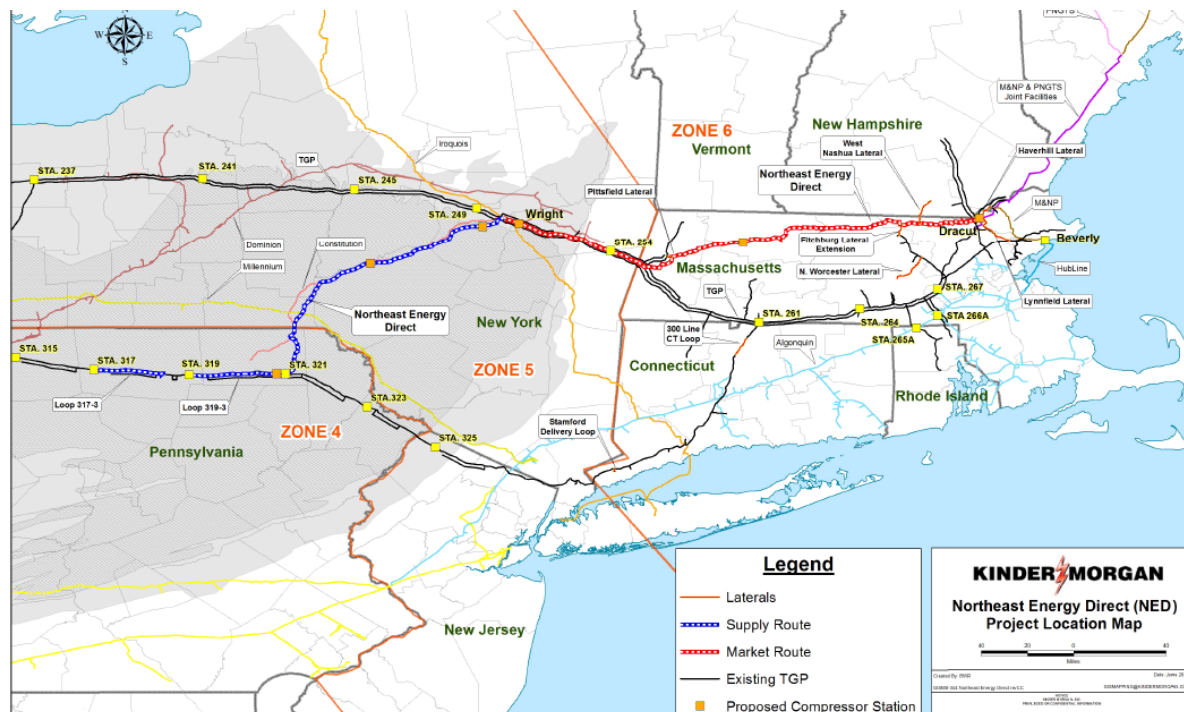 N
W
E
S
PNGTS
M&NP & PNGTS
Joint Facilities
ZONE 6
Vermont
New Hampshire
West
Nashua Lateral
Haverhill Lateral
Northeast Energy
Direct
Iroquois
STA. 237
STA. 241
TGP
STA. 245
STA. 249
Wright
Pittsfield Lateral
M&NP
STA. 254
Dracut
Beverly
Dominion
Constitution
Millennium
Massachusetts
Fitchburg Lateral
Extension
N. Worcester Lateral
HubLine
Lynnfield Lateral
TGP
STA. 267
Northeast Energy
Direct
New York
STA. 261
STA. 264
STA 266A
STA.265A
300 Line
CT Loop
Algonquin
STA. 315
STA. 317
STA. 319
STA. 321
ZONE 5
Connecticut
Rhode Island
Loop 317-3
Loop 319-3
STA.323
ZONE 4
Pennsylvania
STA. 325
Stamford
Delivery Loop
New Jersey
Legend
Laterals
Supply Route
Market Route
Existing TGP
Proposed Compressor Station
KINDER MORGAN
Northeast Energy Direct (NED)
Project Location Map
40 20 0 40
Miles
Created By: BWR